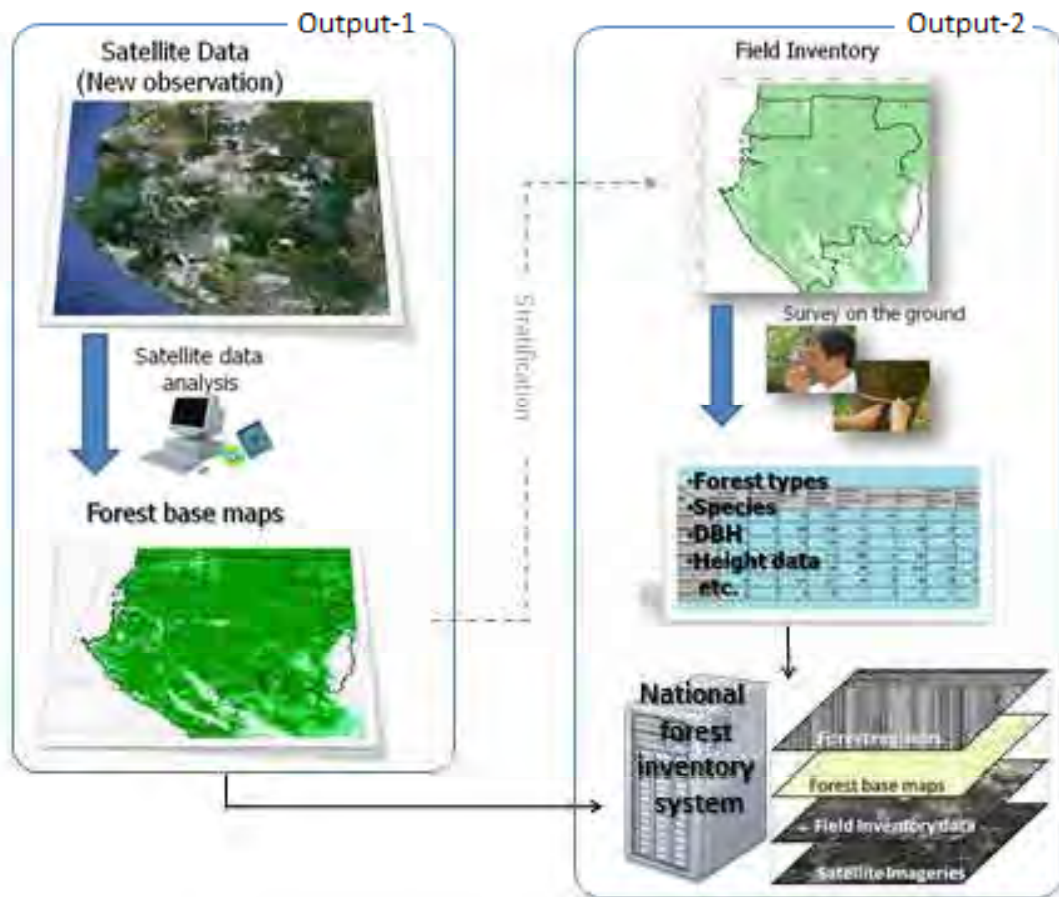 Output-1
Satellite Data
(New observation)
Satellite data
analysis
Forest base maps
Stratification
Output-2
Field Inventory
Survey on the ground
•Forest types
•Species
•DBH
•Height data
etc.
National
forest
inventory
system
Forest registers
Forest base maps
Field Inventory data
Satellite Imageries